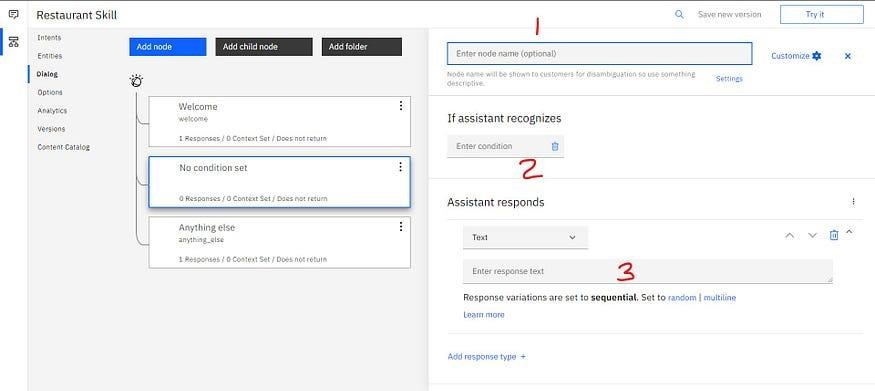 Restaurant Skill
Save new version
Try it
Intents
Entities
Dialog
Options
Analytics
Versions
Content Catalog
Add node
Add child node
Add folder
Welcome
welcome
1 Responses / 0 Context Set / Does not return
No condition set
0 Responses / 0 Context Set / Does not return
Anything else
anything_else
1 Responses / 0 Context Set / Does not return
1
Enter node name (optional)
Customize
Node name will be shown to customers for disambiguation so use something
descriptive.
Settings
If assistant recognizes
Enter condition
2
Assistant responds
Text
Enter response text
3
Response variations are set to sequential. Set to random | multiline
Learn more
Add response type +